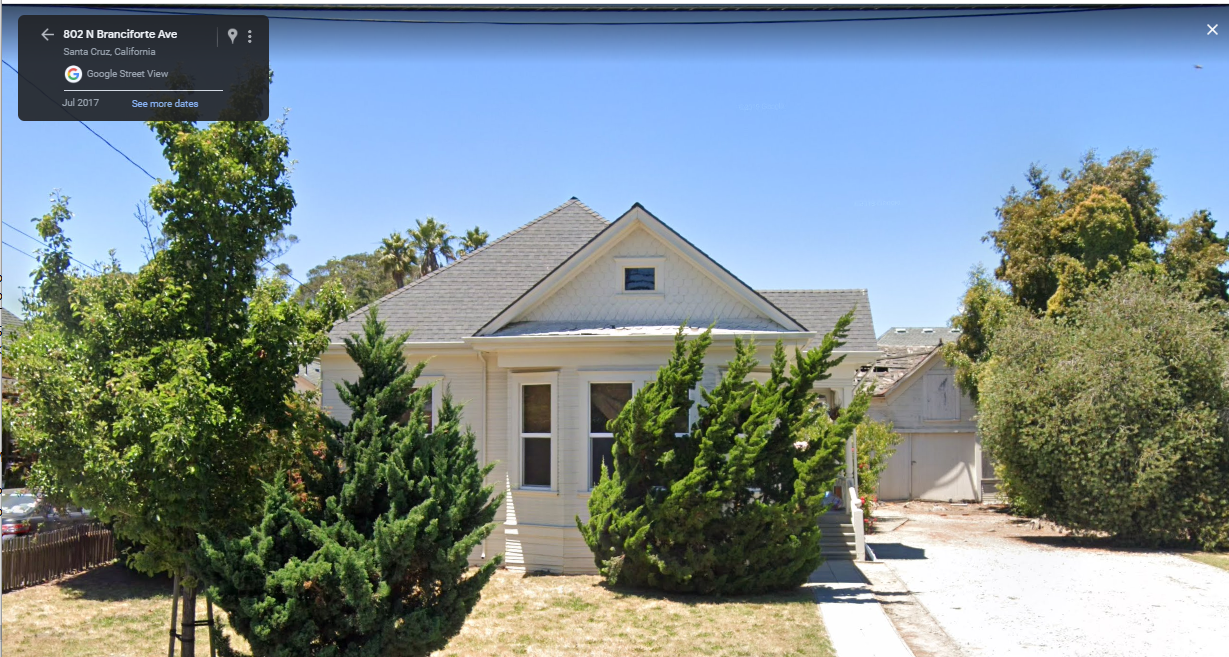 802 N Branciforte Ave
Santa Cruz, California
Google Street View
Jul 2017 See more dates